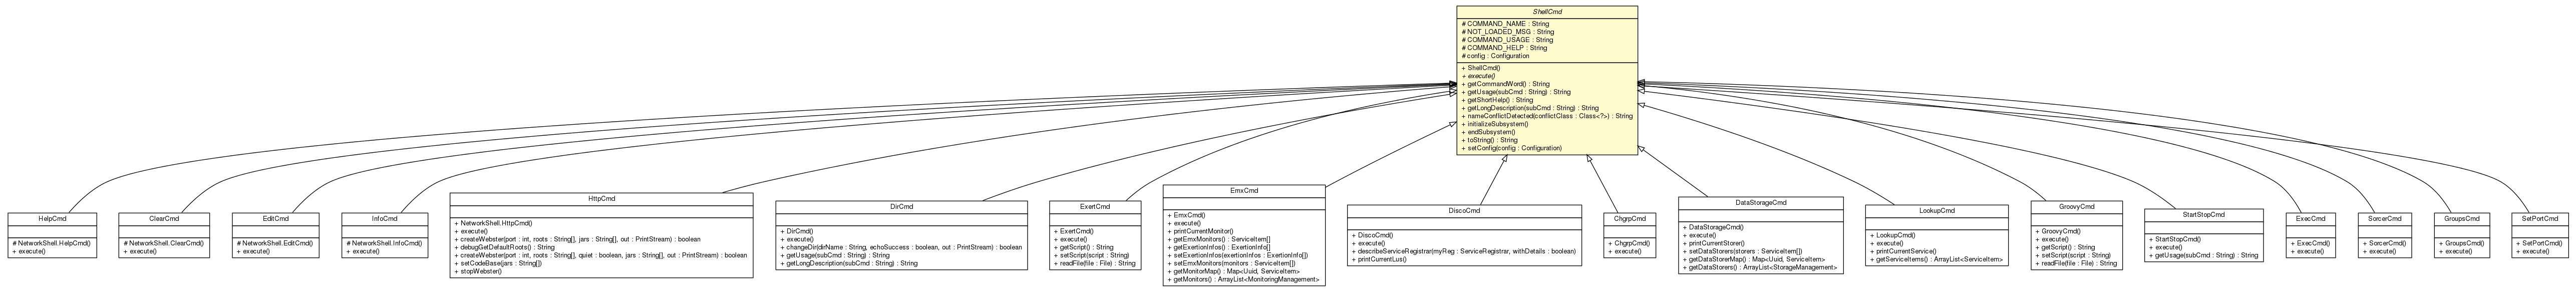 ShellCmd
# COMMAND_NAME : String
# NOT_LOADED_MSG : String
# COMMAND_USAGE : String
# COMMAND_HELP : String
# config : Configuration
+ ShellCmd()
+ execute()
+ getCommandWord() : String
+ getUsage(subCmd : String) : String
+ getShortHelp() : String
+ getLongDescription(subCmd : String) : String
+ nameConflictDetected(conflictClass : Class<?>) : String
+ initializeSubsystem()
+ endSubsystem()
+ toString() : String
+ setConfig(config : Configuration)
HelpCmd
# NetworkShell.HelpCmd()
+ execute()
ClearCmd
# NetworkShell.ClearCmd()
+ execute()
EditCmd
# NetworkShell.EditCmd()
+ execute()
InfoCmd
# NetworkShell.InfoCmd()
+ execute()
HttpCmd
+ NetworkShell.HttpCmd()
+ execute()
+ createWebster(port : int, roots : String[], jars : String[], out : PrintStream) : boolean
+ debugGetDefaultRoots() : String
+ createWebster(port : int, roots : String[], quiet : boolean, jars : String[], out : PrintStream) : boolean
+ setCodeBase(jars : String[])
+ stopWebster()
DirCmd
+ DirCmd()
+ execute()
+ changeDir(dirName : String, echoSuccess : boolean, out : PrintStream) : boolean
+ getUsage(subCmd : String) : String
+ getLongDescription(subCmd : String) : String
ExertCmd
+ ExertCmd()
+ execute()
+ getScript() : String
+ setScript(script : String)
+ readFile(file : File) : String
EmxCmd
+ EmxCmd()
+ execute()
+ printCurrentMonitor()
+ getEmxMonitors() : ServiceItem[]
+ getExertionInfos() : ExertionInfo[]
+ setExertionInfos(exertionInfos : ExertionInfo[])
+ setEmxMonitors(monitors : ServiceItem[])
+ getMonitorMap() : Map<Uuid, ServiceItem>
+ getMonitors() : ArrayList<MonitoringManagement>
DiscoCmd
+ DiscoCmd()
+ execute()
+ describeServiceRegistrar(myReg : ServiceRegistrar, withDetails : boolean)
+ printCurrentLus()
ChgrpCmd
+ ChgrpCmd()
+ execute()
DataStorageCmd
+ DataStorageCmd()
+ execute()
+ printCurrentStorer()
+ setDataStorers(storers : ServiceItem[])
+ getDataStorerMap() : Map<Uuid, ServiceItem>
+ getDataStorers() : ArrayList<StorageManagement>
LookupCmd
+ LookupCmd()
+ execute()
+ printCurrentService()
+ getServiceItems() : ArrayList<ServiceItem>
GroovyCmd
+ GroovyCmd()
+ execute()
+ getScript() : String
+ setScript(script : String)
+ readFile(file : File) : String
StartStopCmd
+ StartStopCmd()
+ execute()
+ getUsage(subCmd : String) : String
ExecCmd
+ ExecCmd()
+ execute()
SorcerCmd
+ SorcerCmd()
+ execute()
GroupsCmd
+ GroupsCmd()
+ execute()
SetPortCmd
+ SetPortCmd()
+ execute()